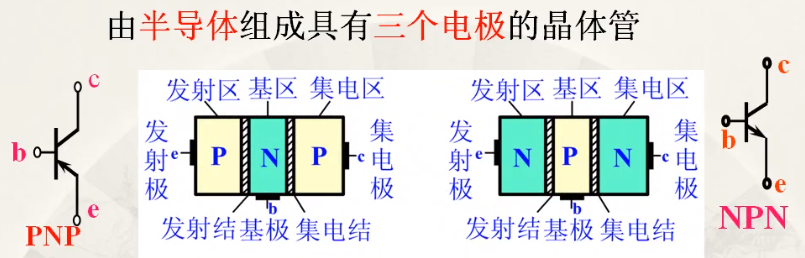 由半导体组成具有三个电极的晶体管
c
b
e
PNP
发射区 基区 集电区
发射极
e
P N P
c
集电极
b
发射结 基极 集电结
发射区 基区 集电区
发射极
e
N P N
c
集电极
b
发射结 基极 集电结
c
b
e
NPN